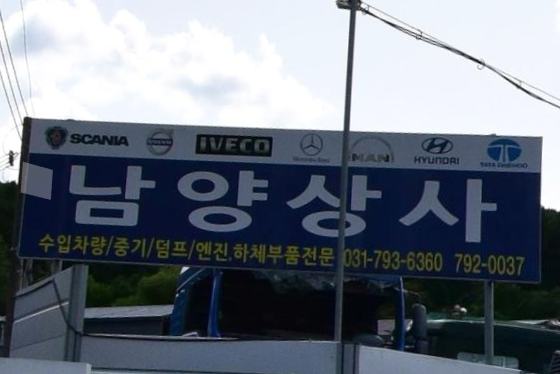 SCANIA VOLVO IVECO Mercedes-Benz MAN HYUNDAI TATA DAEWOO
남양상사
수입차량/중기/덤프/엔진.하체부품전문 031-793-6360 792-0037